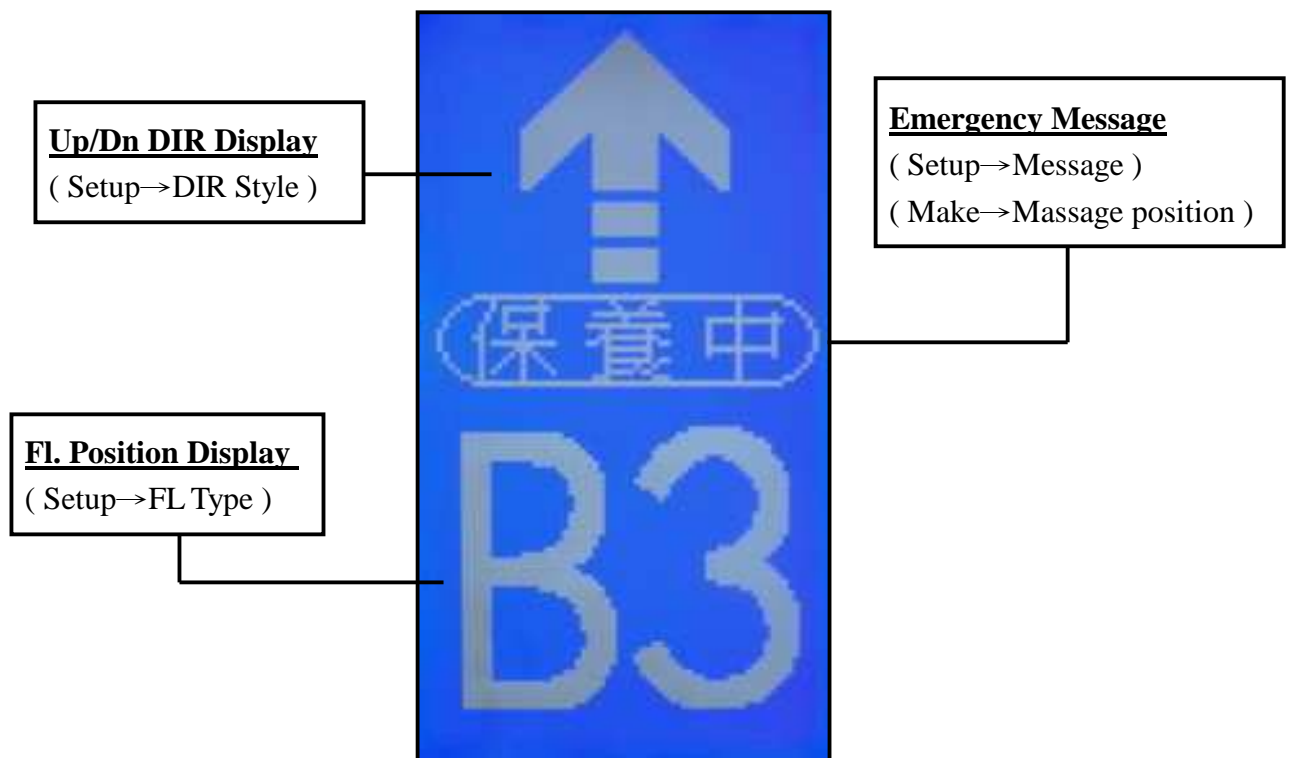 Up/Dn DIR Display
( Setup→DIR Style )
Emergency Message
( Setup→Message )
( Make→Massage position )
保養中
Fl. Position Display
( Setup→FL Type )
B3